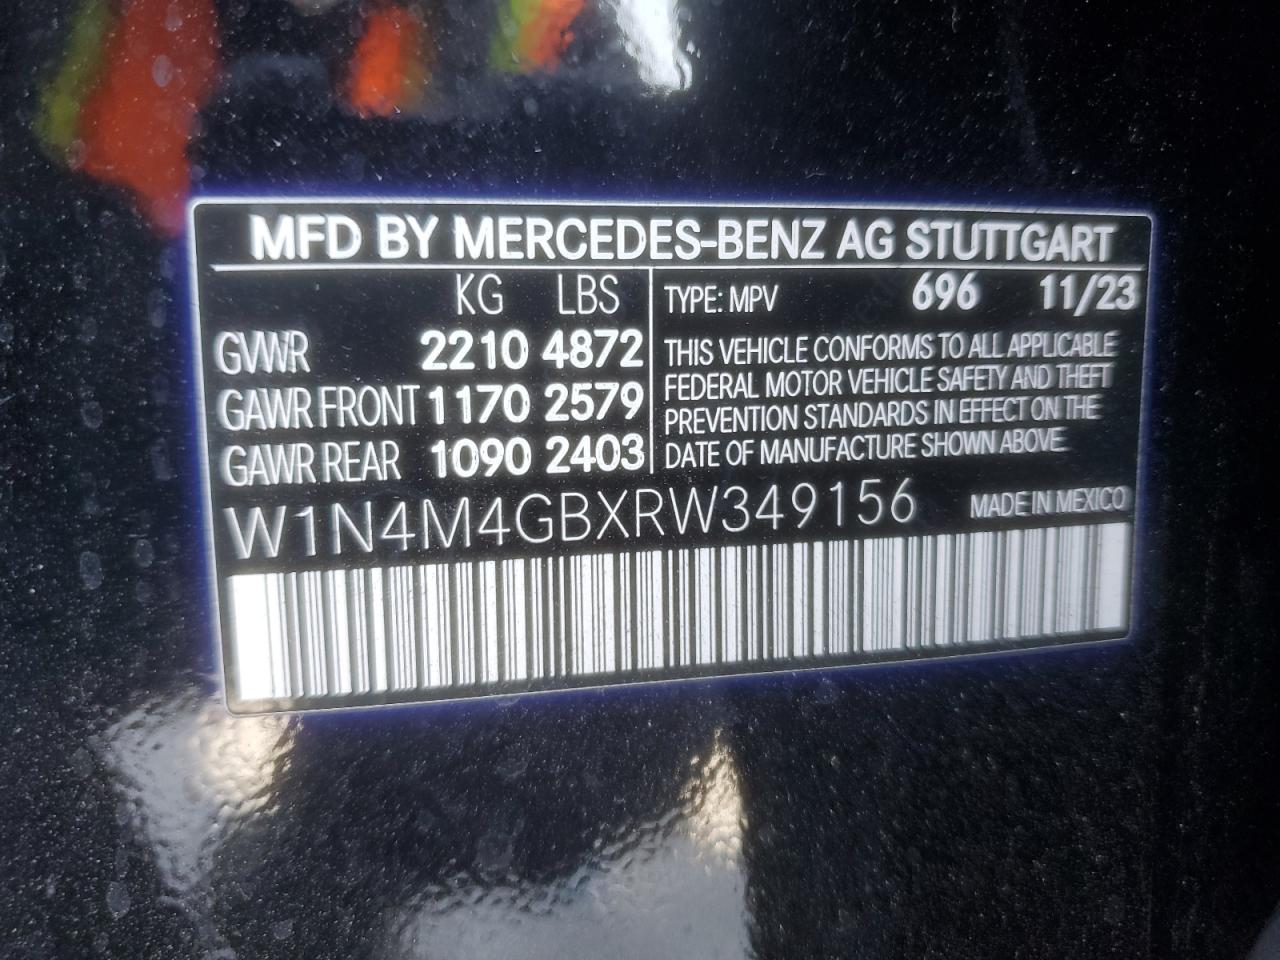 MFD BY MERCEDES-BENZ AG STUTTGART
KG LBS
GVWR 2210 4872
GAWR FRONT 1170 2579
GAWR REAR 1090 2403
TYPE: MPV 696 11/23
THIS VEHICLE CONFORMS TO ALL APPLICABLE
FEDERAL MOTOR VEHICLE SAFETY AND THEFT
PREVENTION STANDARDS IN EFFECT ON THE
DATE OF MANUFACTURE SHOWN ABOVE.
W1N4M4GBXRW349156 MADE IN MEXICO